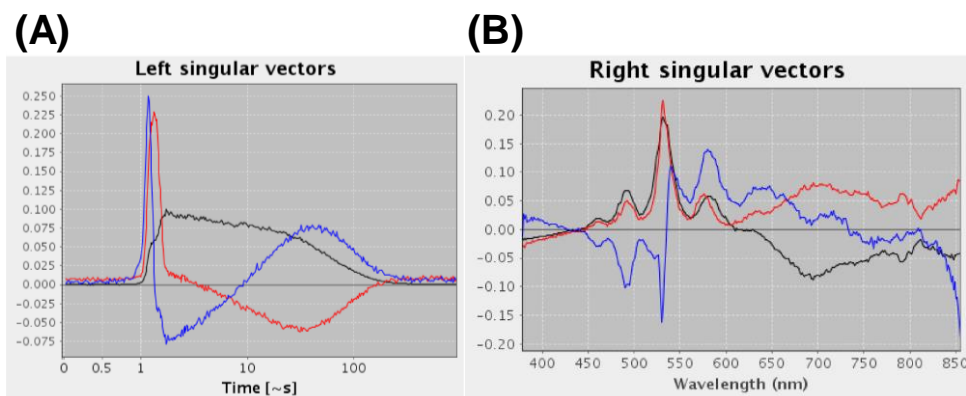 (A)
Left singular vectors
0.250
0.225
0.200
0.175
0.150
0.125
0.100
0.075
0.050
0.025
0.000
-0.025
-0.050
-0.075
0 0.5 1 10 100
Time [~s]
(B)
Right singular vectors
0.20
0.15
0.10
0.05
0.00
-0.05
-0.10
-0.15
-0.20
400 450 500 550 600 650 700 750 800 850
Wavelength (nm)